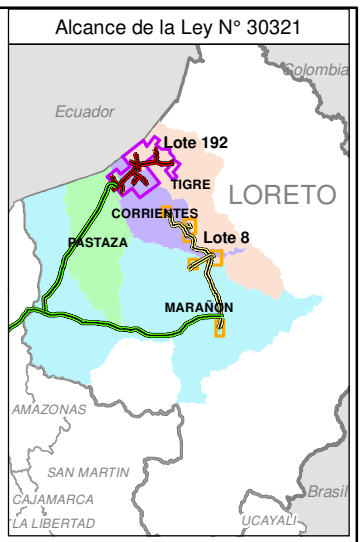 Alcance de la Ley N° 30321
Colombia
Ecuador
Lote 192
TIGRE
LORETO
CORRIENTES
PASTAZA
Lote 8
MARAÑON
AMAZONAS
SAN MARTIN
CAJAMARCA
LA LIBERTAD
Brasil
UCAYALI